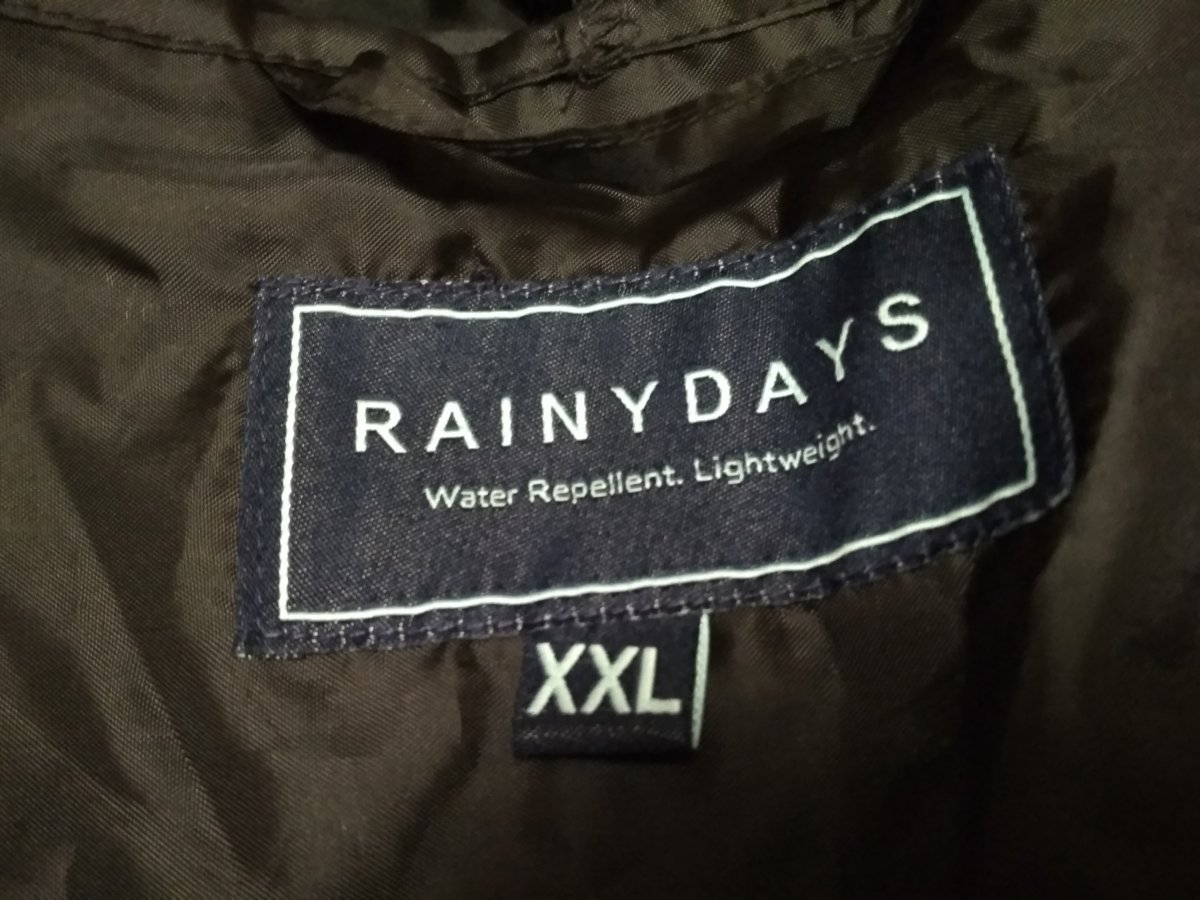 RAINYDAYS
Water Repellent. Lightweight.
XXL